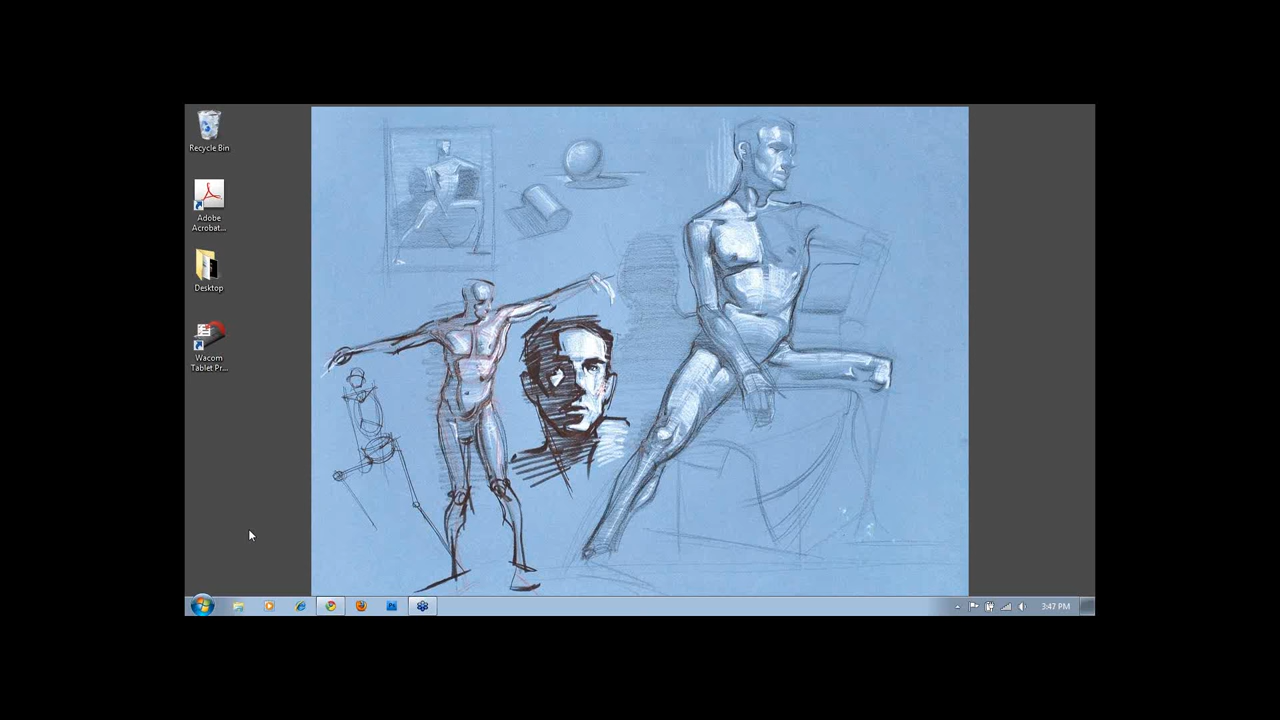 Recycle Bin
Adobe
Acrobat...
Desktop
Wacom
Tablet Pr...
3:47 PM